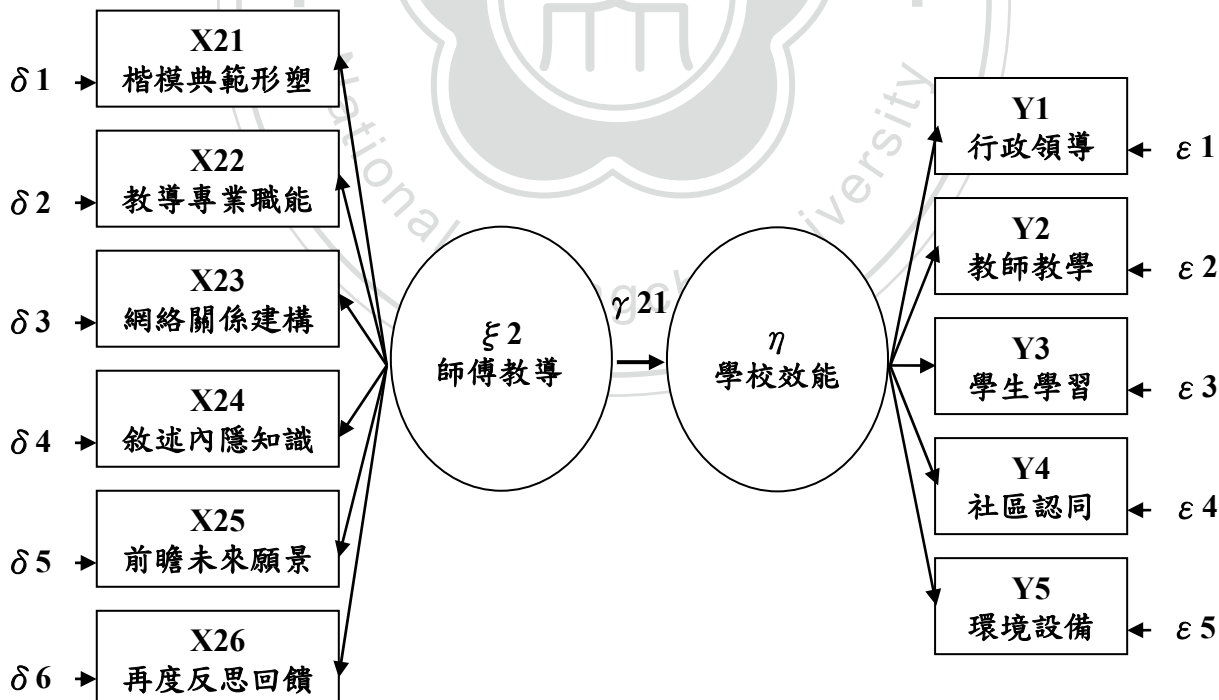 X21
楷模典範形塑
δ1
X22
教導專業職能
δ2
X23
網絡關係建構
δ3
X24
敘述內隱知識
δ4
X25
前瞻未來願景
δ5
X26
再度反思回饋
δ6
ξ2
師傅教導
γ21
η
學校效能
Y1
行政領導
ε1
Y2
教師教學
ε2
Y3
學生學習
ε3
Y4
社區認同
ε4
Y5
環境設備
ε5
National
iversity